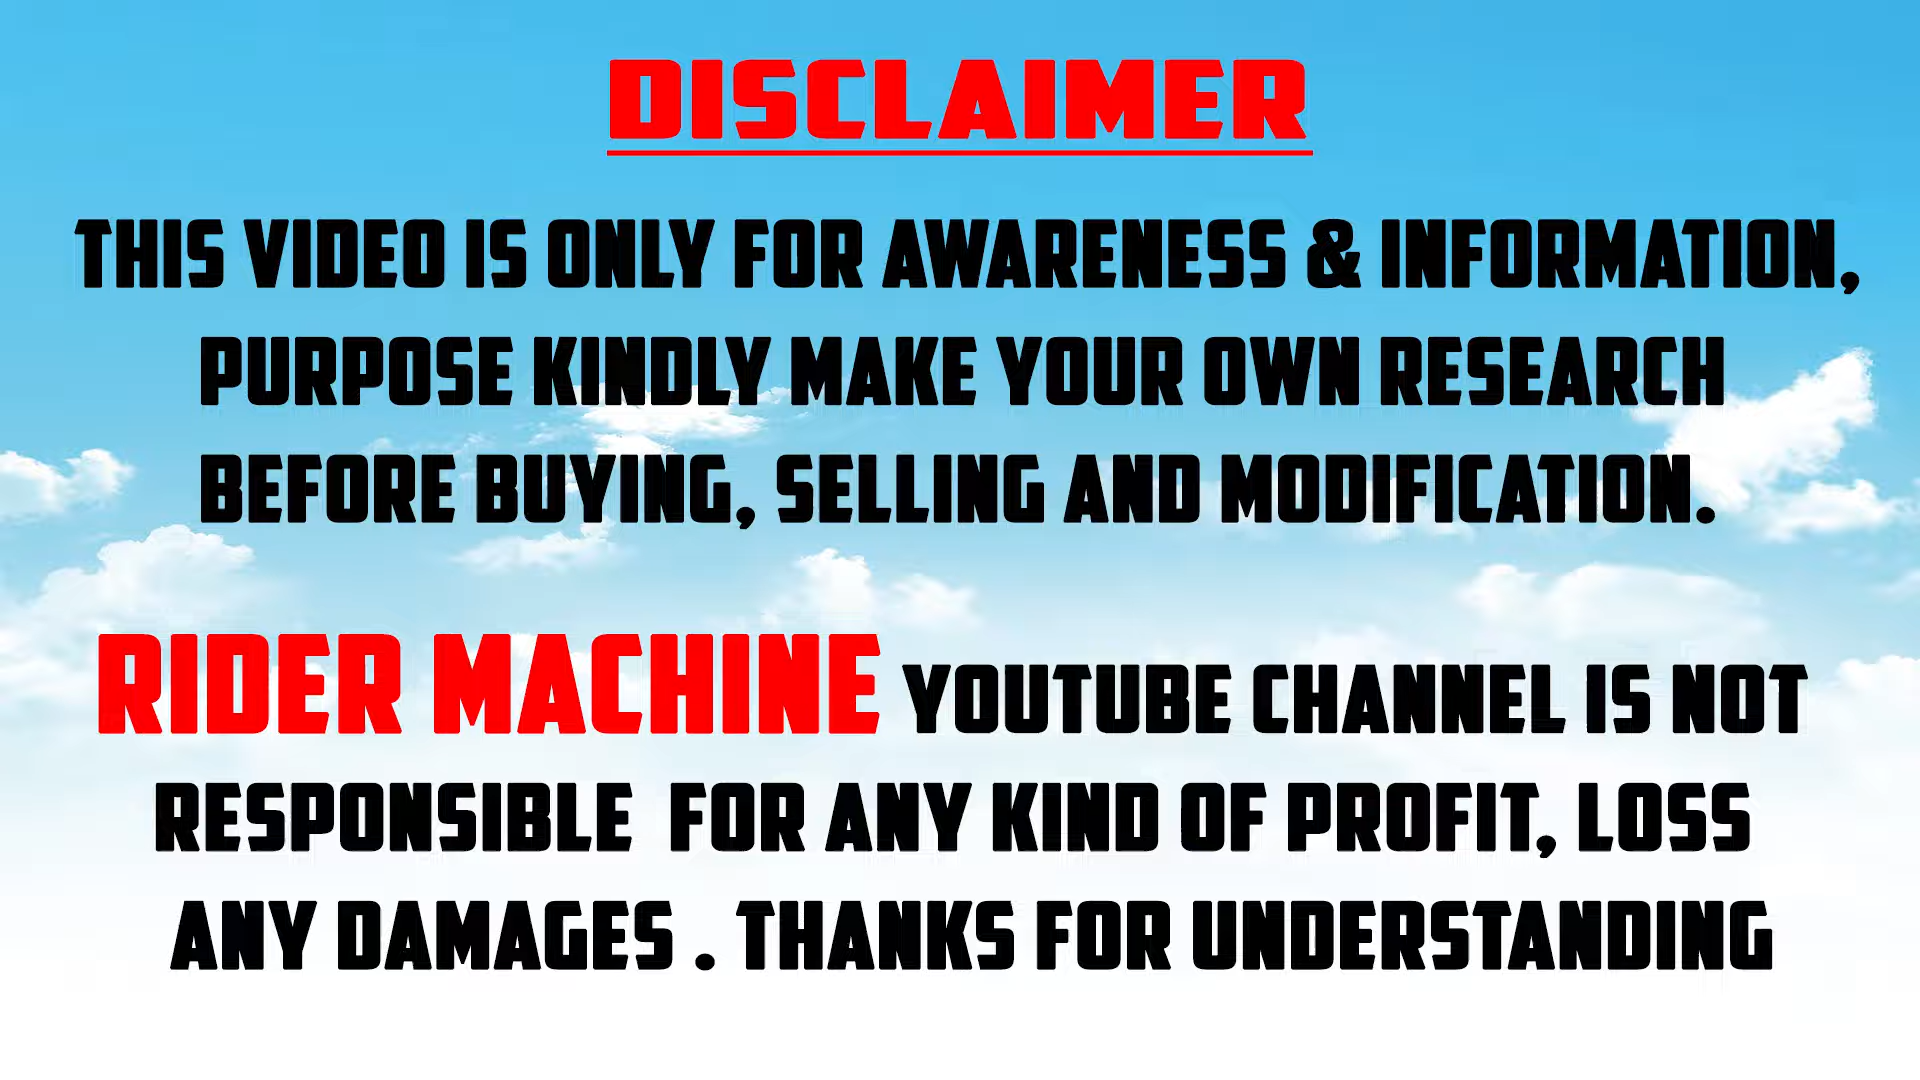 DISCLAIMER
THIS VIDEO IS ONLY FOR AWARENESS & INFORMATION,
PURPOSE KINDLY MAKE YOUR OWN RESEARCH
BEFORE BUYING, SELLING AND MODIFICATION.
RIDER MACHINE YOUTUBE CHANNEL IS NOT
RESPONSIBLE FOR ANY KIND OF PROFIT, LOSS
ANY DAMAGES . THANKS FOR UNDERSTANDING